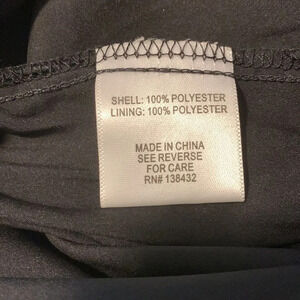 SHELL: 100% POLYESTER
LINING: 100% POLYESTER
MADE IN CHINA
SEE REVERSE
FOR CARE
RN# 138432